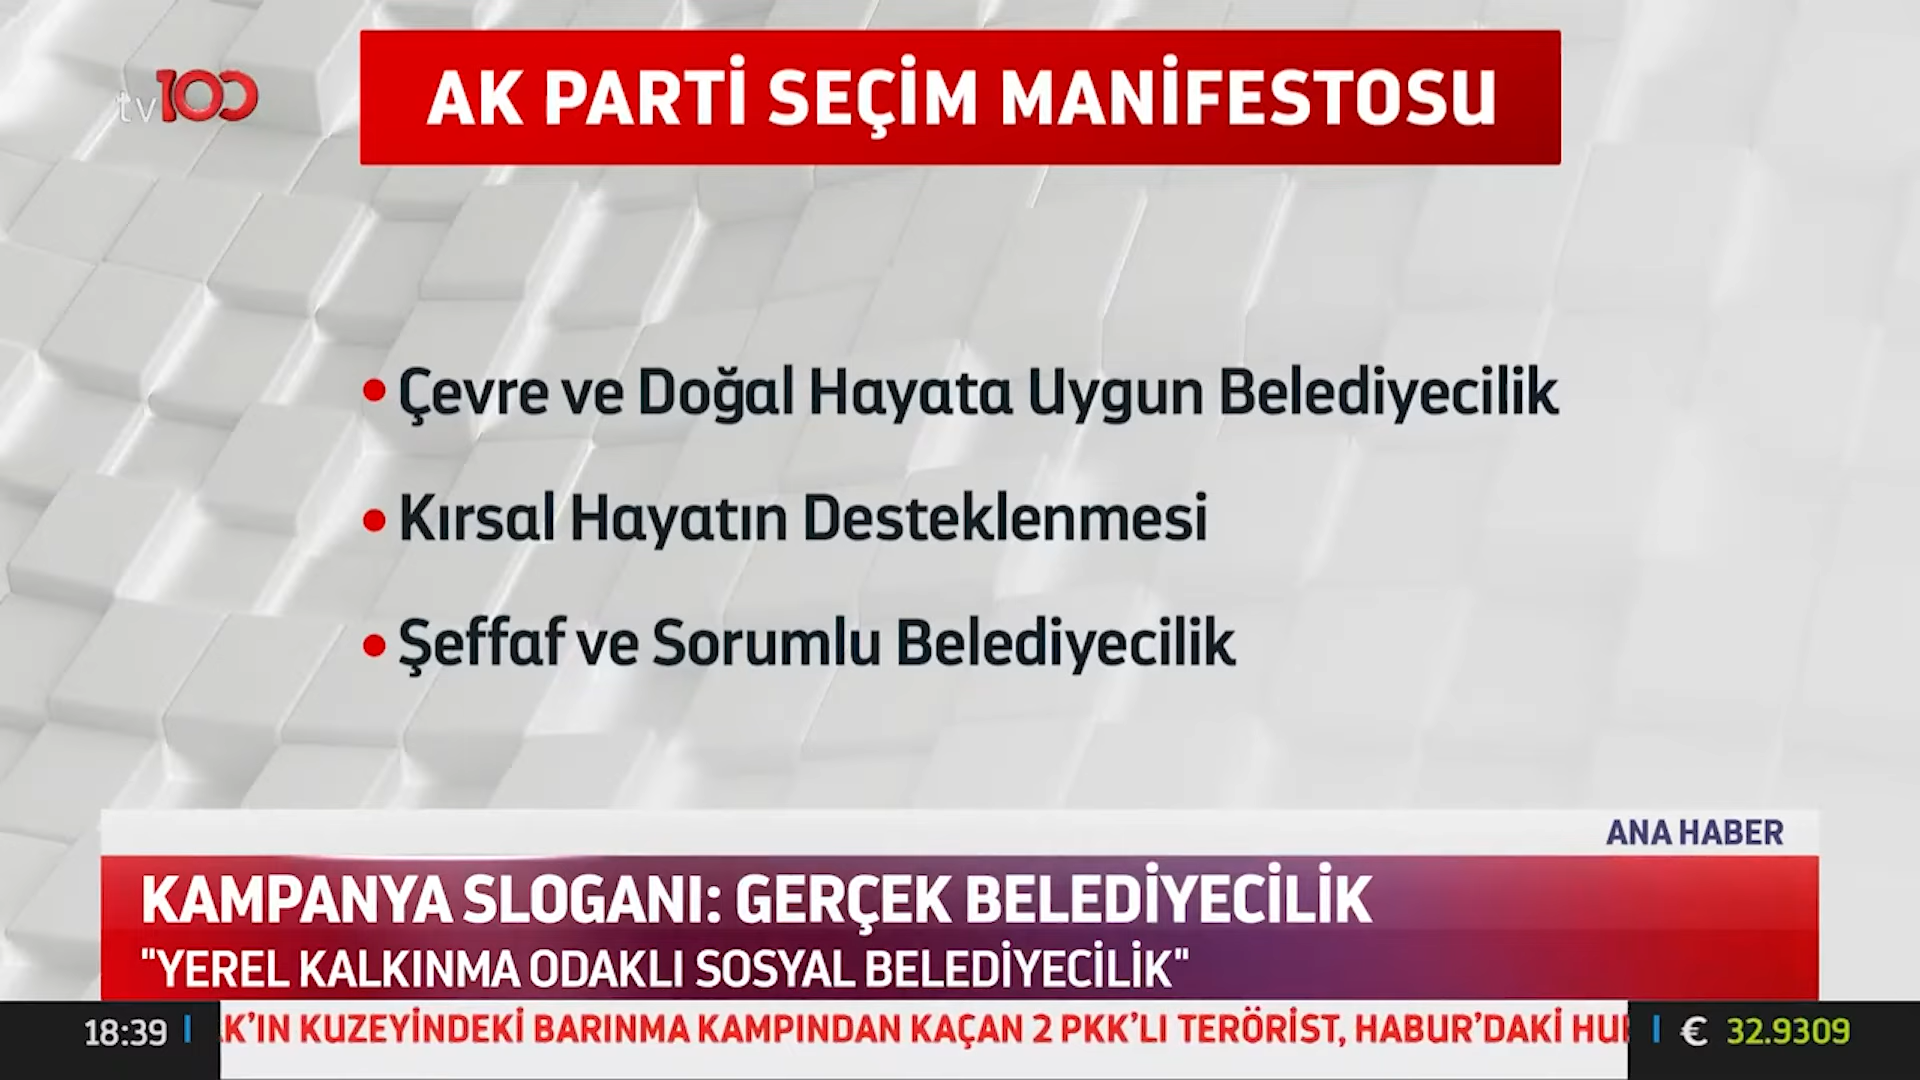 tv100
AK PARTİ SEÇİM MANİFESTOSU
• Çevre ve Doğal Hayata Uygun Belediyecilik
• Kırsal Hayatın Desteklenmesi
• Şeffaf ve Sorumlu Belediyecilik
ANA HABER
KAMPANYA SLOGANI: GERÇEK BELEDİYECİLİK
"YEREL KALKINMA ODAKLI SOSYAL BELEDİYECİLİK"
18:39 K'IN KUZEYİNDEKİ BARINMA KAMPINDAN KAÇAN 2 PKK'LI TERÖRİST, HABUR'DAKİ € 32.9309